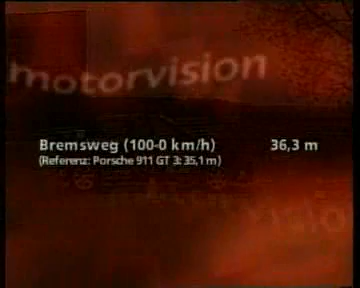 motorvision
Bremsweg (100-0 km/h) 36,3 m
(Referenz: Porsche 911 GT 3: 35,1 m)